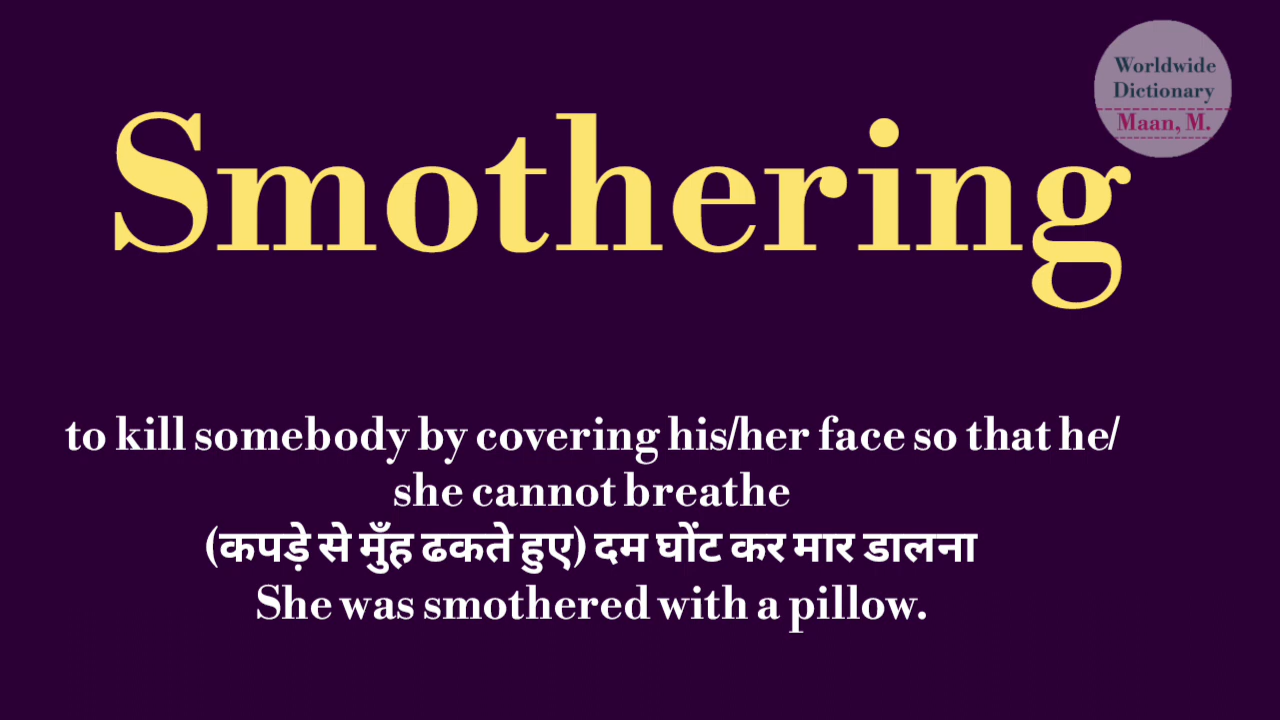 Worldwide
Dictionary
Maan, M.
Smothering
to kill somebody by covering his/her face so that he/
she cannot breathe
(कपड़े से मुँह ढकते हुए) दम घोंट कर मार डालना
She was smothered with a pillow.